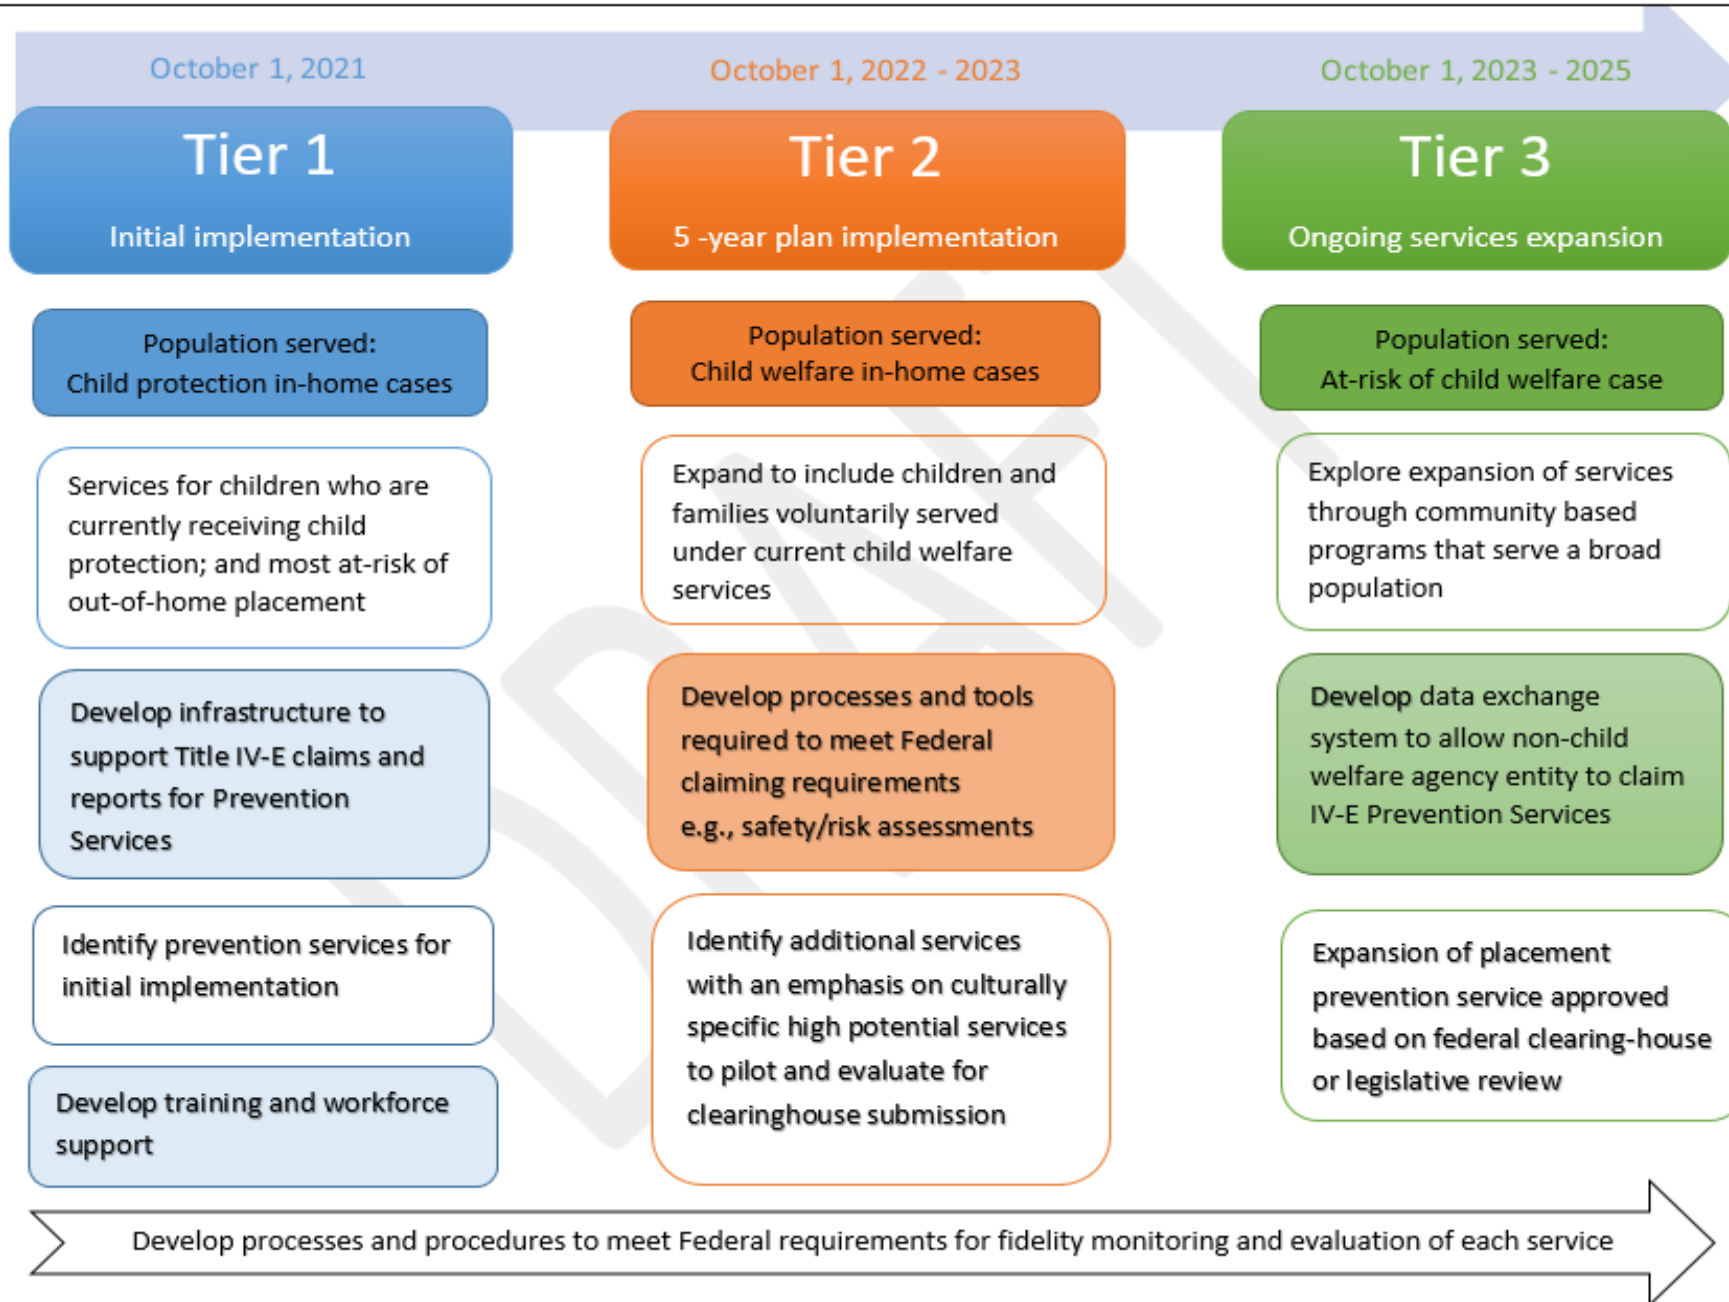 October 1, 2021
October 1, 2022 - 2023
October 1, 2023 - 2025
Tier 1
Initial implementation
Population served:
Child protection in-home cases
Services for children who are
currently receiving child
protection; and most at-risk of
out-of-home placement
Develop infrastructure to
support Title IV-E claims and
reports for Prevention
Services
Identify prevention services for
initial implementation
Develop training and workforce
support
Tier 2
5 -year plan implementation
Population served:
Child welfare in-home cases
Expand to include children and
families voluntarily served
under current child welfare
services
Develop processes and tools
required to meet Federal
claiming requirements
e.g., safety/risk assessments
Identify additional services
with an emphasis on culturally
specific high potential services
to pilot and evaluate for
clearinghouse submission
Tier 3
Ongoing services expansion
Population served:
At-risk of child welfare case
Explore expansion of services
through community based
programs that serve a broad
population
Develop data exchange
system to allow non-child
welfare agency entity to claim
IV-E Prevention Services
Expansion of placement
prevention service approved
based on federal clearing-house
or legislative review
Develop processes and procedures to meet Federal requirements for fidelity monitoring and evaluation of each service
DRAFT